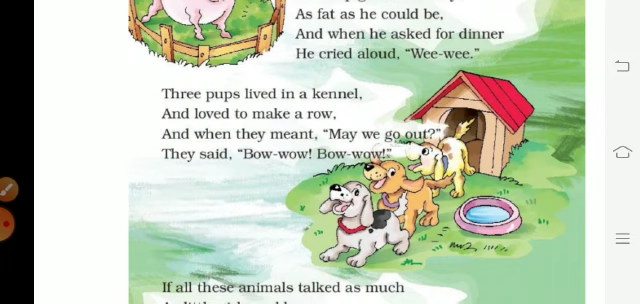 As fat as he could be,
And when he asked for dinner
He cried aloud, “Wee-wee.”
Three pups lived in a kennel,
And loved to make a row,
And when they meant, “May we go out?”
They said, “Bow-wow! Bow-wow!”
If all these animals talked as much